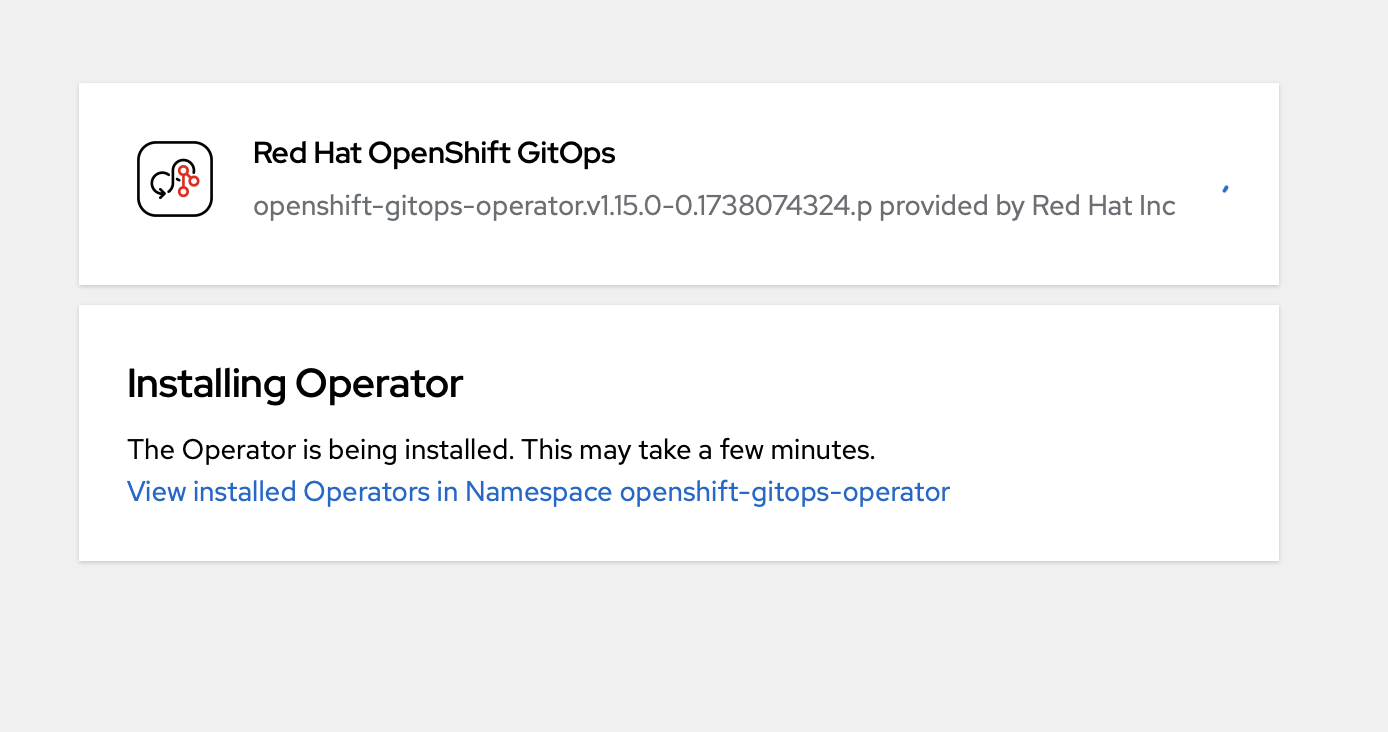 Red Hat OpenShift GitOps
openshift-gitops-operator.v1.15.0-0.1738074324.p provided by Red Hat Inc
Installing Operator
The Operator is being installed. This may take a few minutes.
View installed Operators in Namespace openshift-gitops-operator